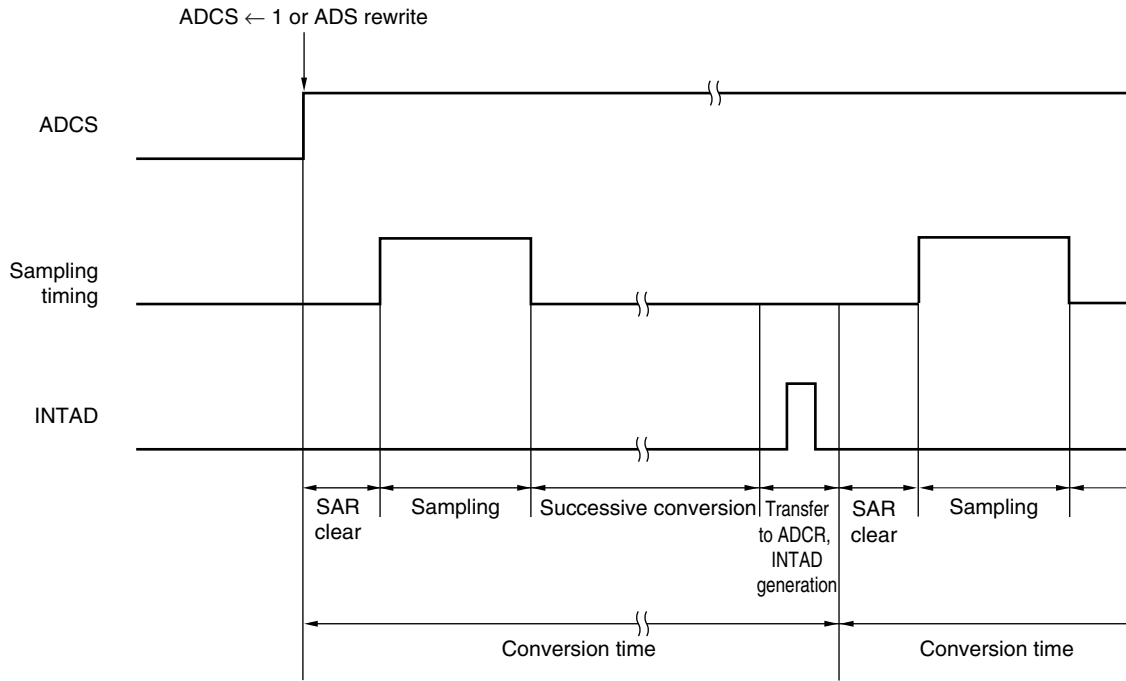 ADCS ← 1 or ADS rewrite
ADCS
Sampling
timing
INTAD
SAR
clear
Sampling
Successive conversion
Transfer
to ADCR,
INTAD
generation
SAR
clear
Sampling
Conversion time
Conversion time